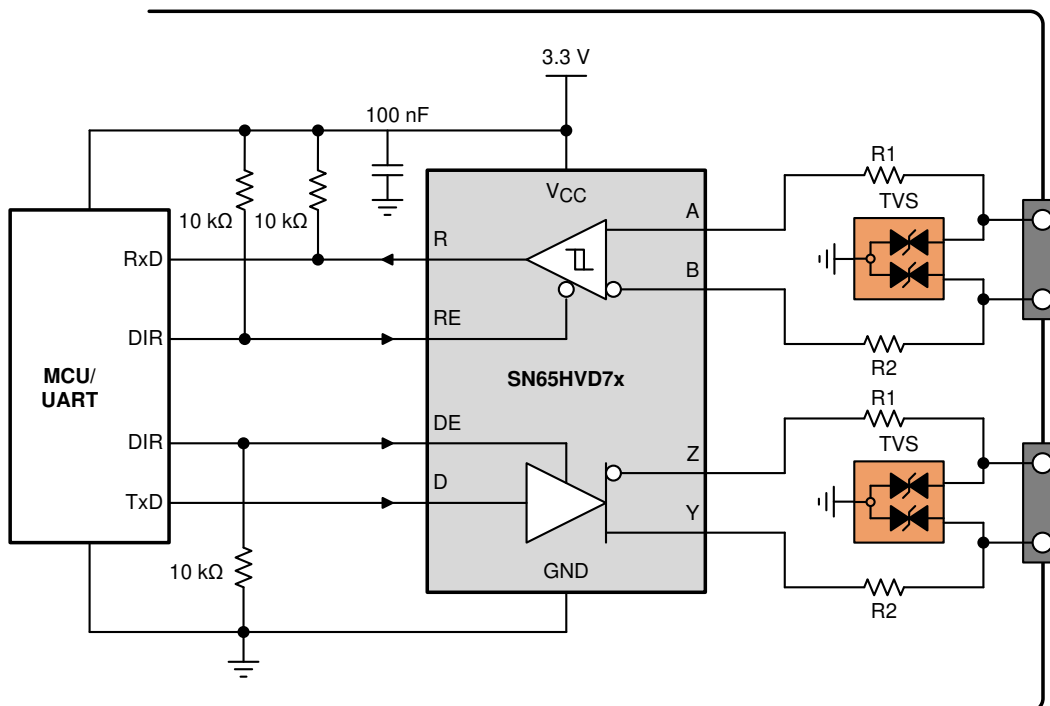 3.3 V
100 nF
R1
TVS
VCC
A
10 kΩ
10 kΩ
R
RxD
B
RE
DIR
R2
MCU/
UART
SN65HVD7x
R1
DE
TVS
DIR
Z
D
TxD
Y
10 kΩ
GND
R2